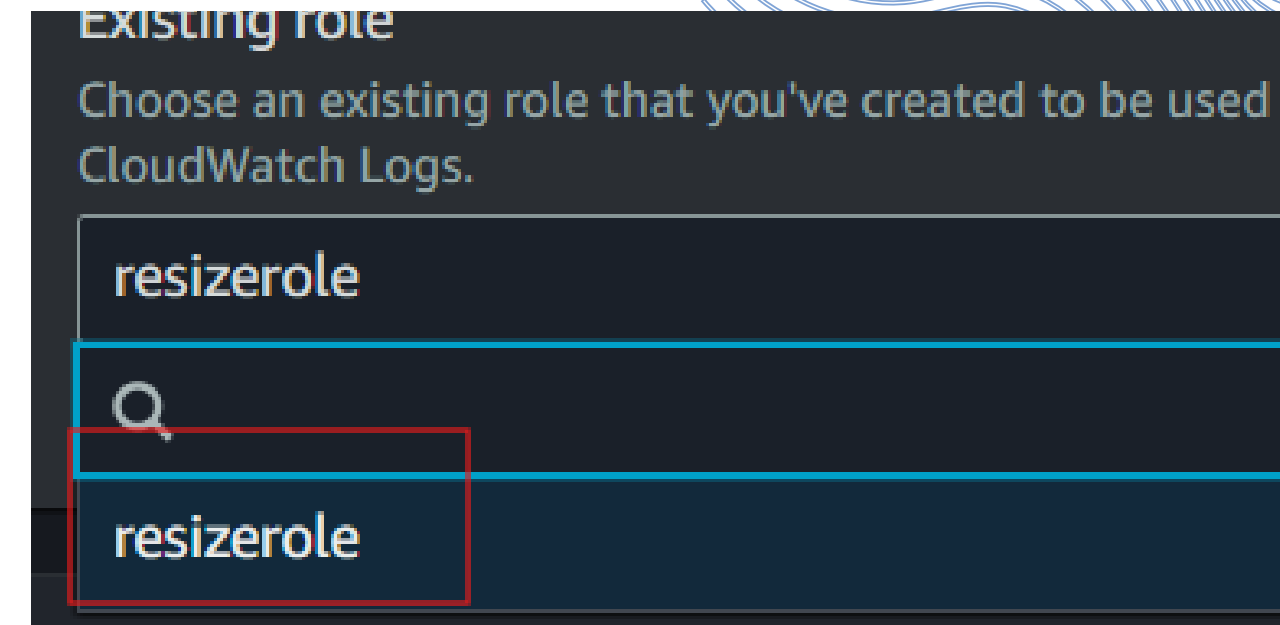 Existing role
Choose an existing role that you've created to be used
CloudWatch Logs.
resizerole
resizerole